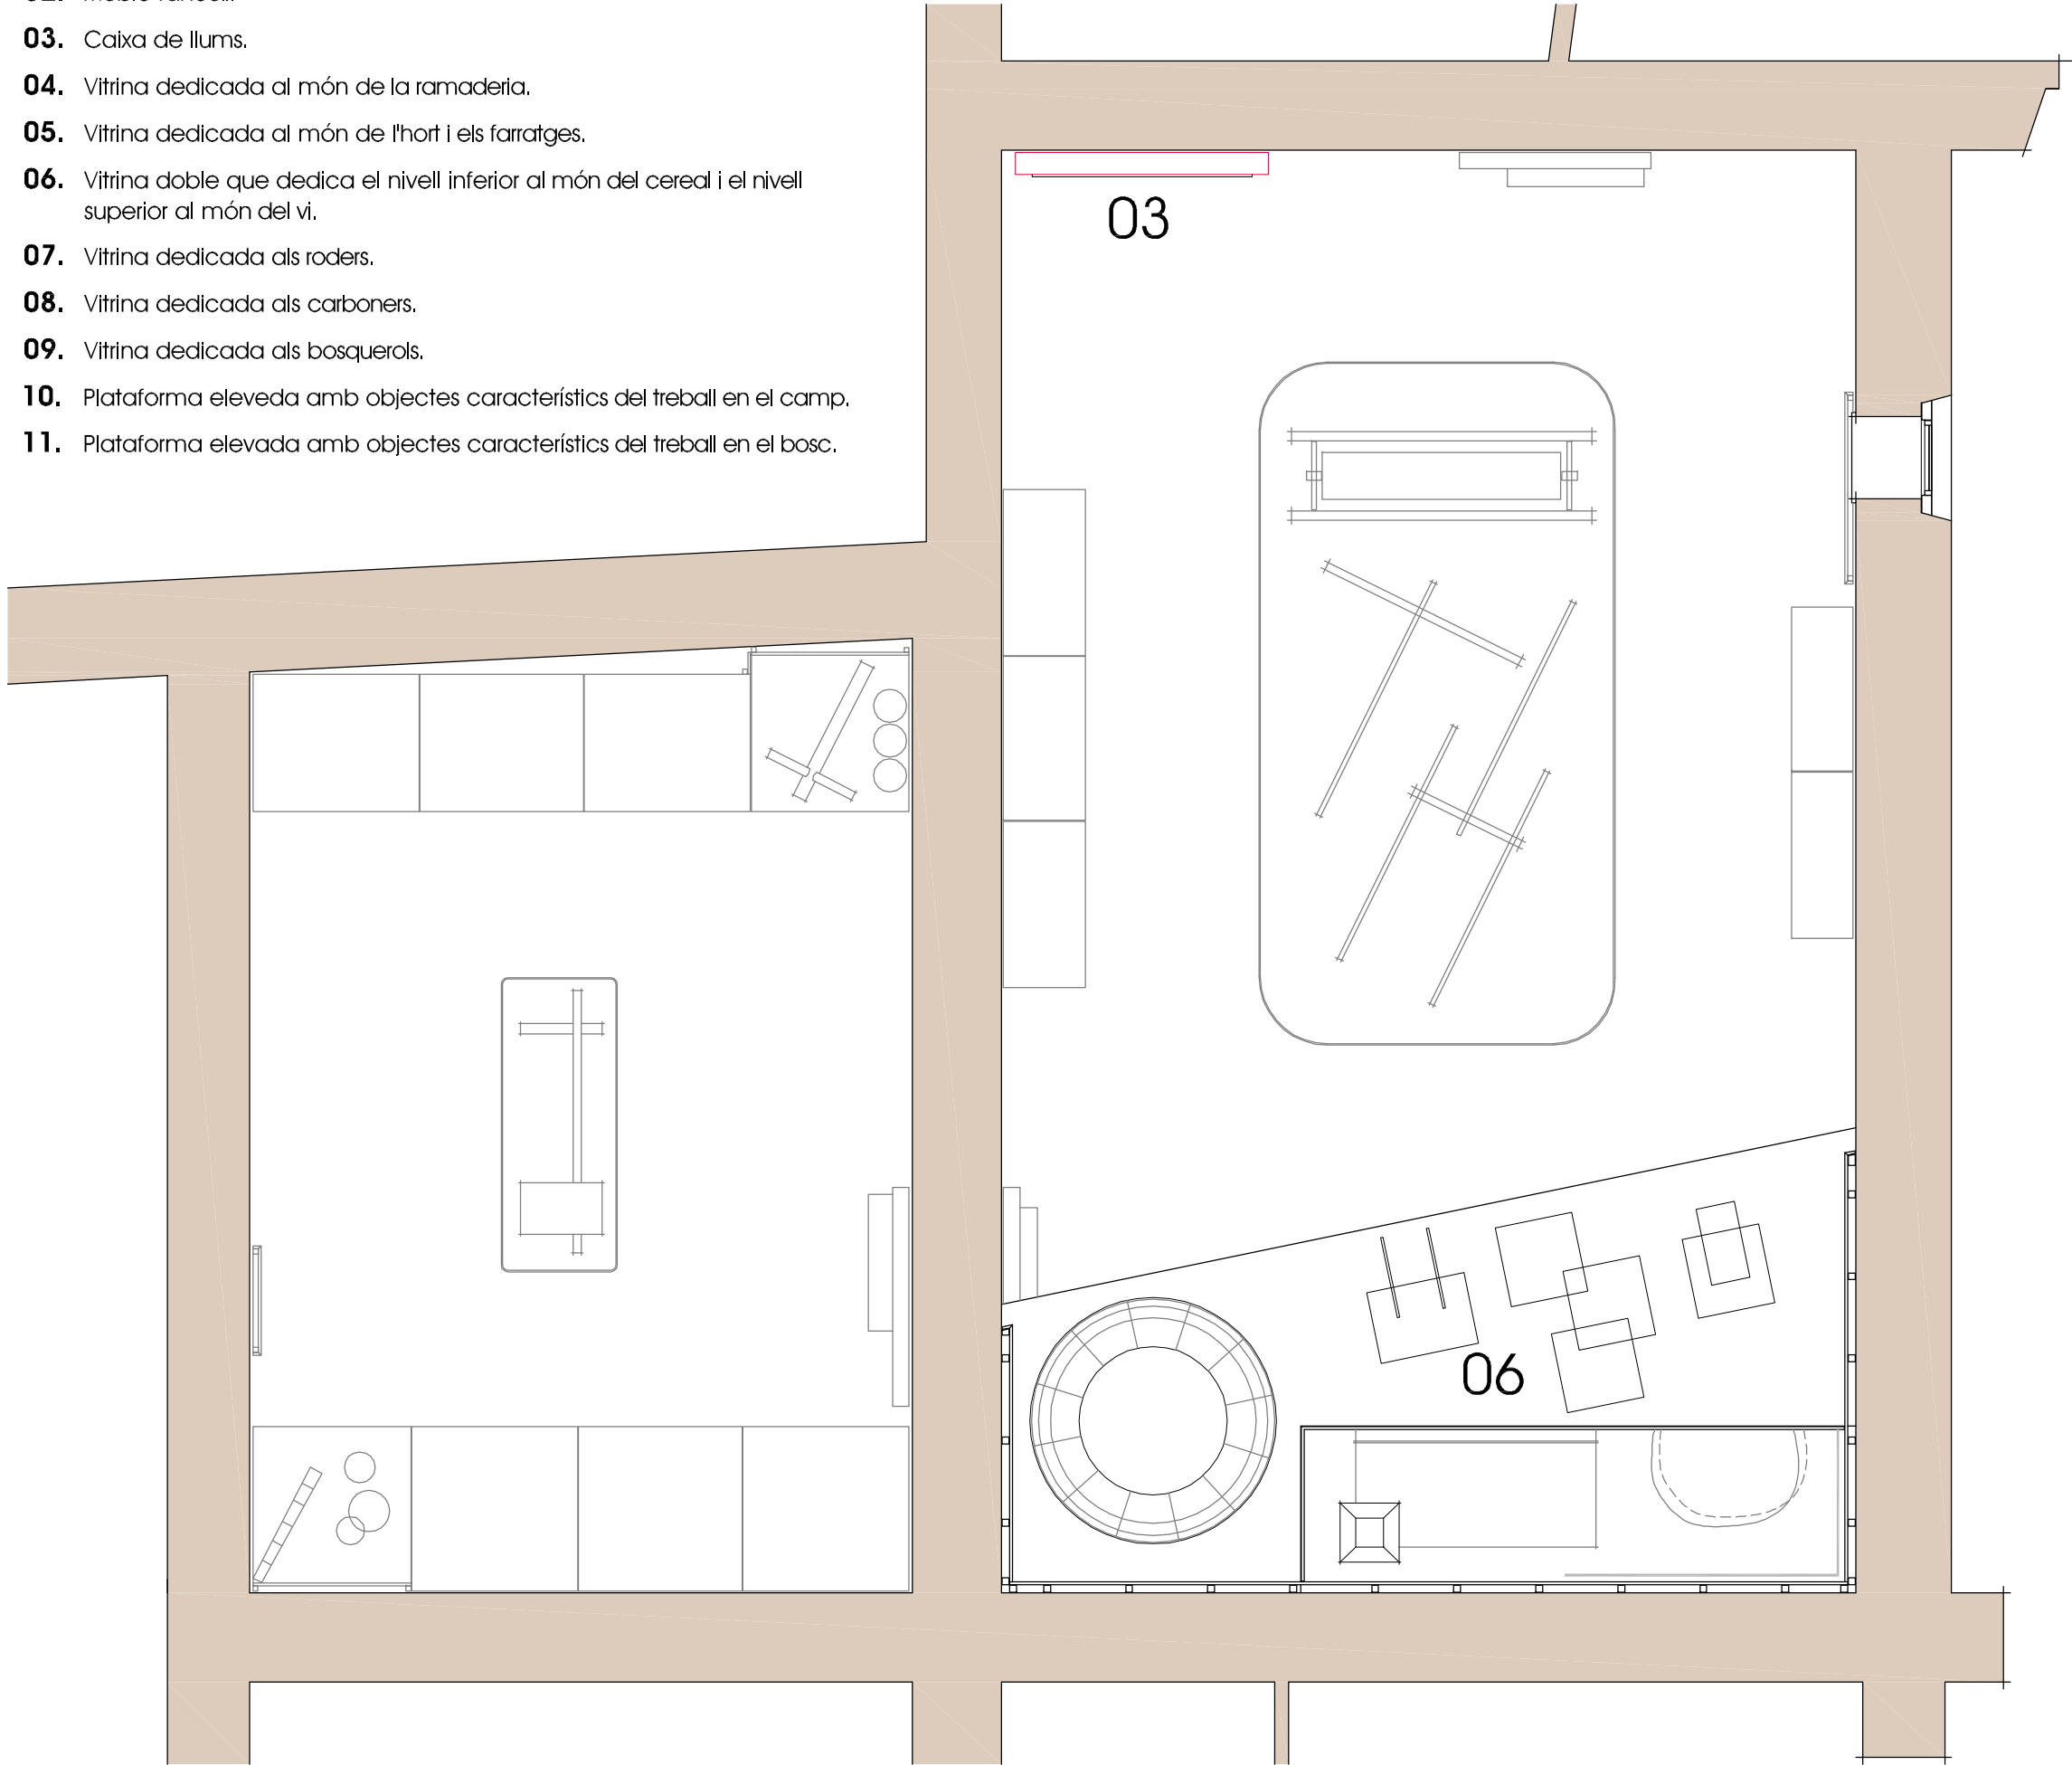 03. Caixa de llums.
04. Vitrina dedicada al món de la ramaderia.
05. Vitrina dedicada al món de l'hort i els farratges.
06. Vitrina doble que dedica el nivell inferior al món del cereal i el nivell
superior al món del vi.
07. Vitrina dedicada als roders.
08. Vitrina dedicada als carboners.
09. Vitrina dedicada als bosquerols.
10. Plataforma eleveda amb objectes característics del treball en el camp.
11. Plataforma elevada amb objectes característics del treball en el bosc.
03
06